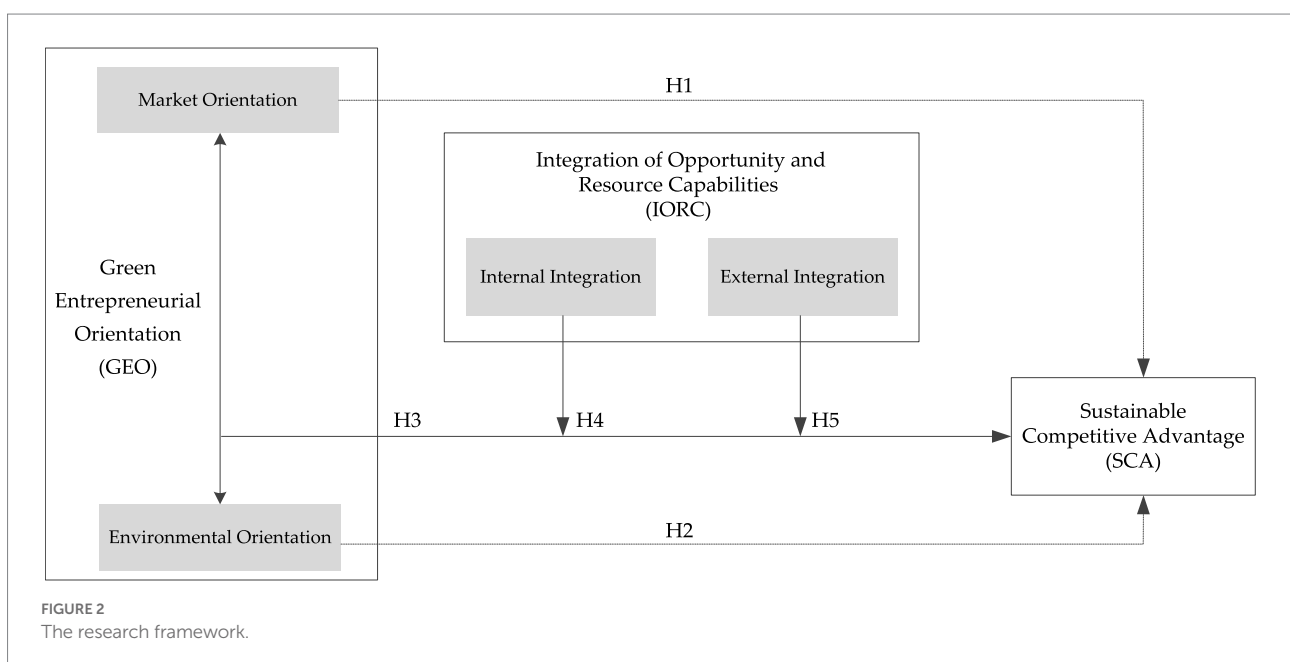 Market Orientation
H1
Integration of Opportunity and
Resource Capabilities
(IORC)
Internal Integration
External Integration
Green
Entrepreneurial
Orientation
(GEO)
H3
H4
H5
Sustainable
Competitive Advantage
(SCA)
Environmental Orientation
H2
FIGURE 2
The research framework.